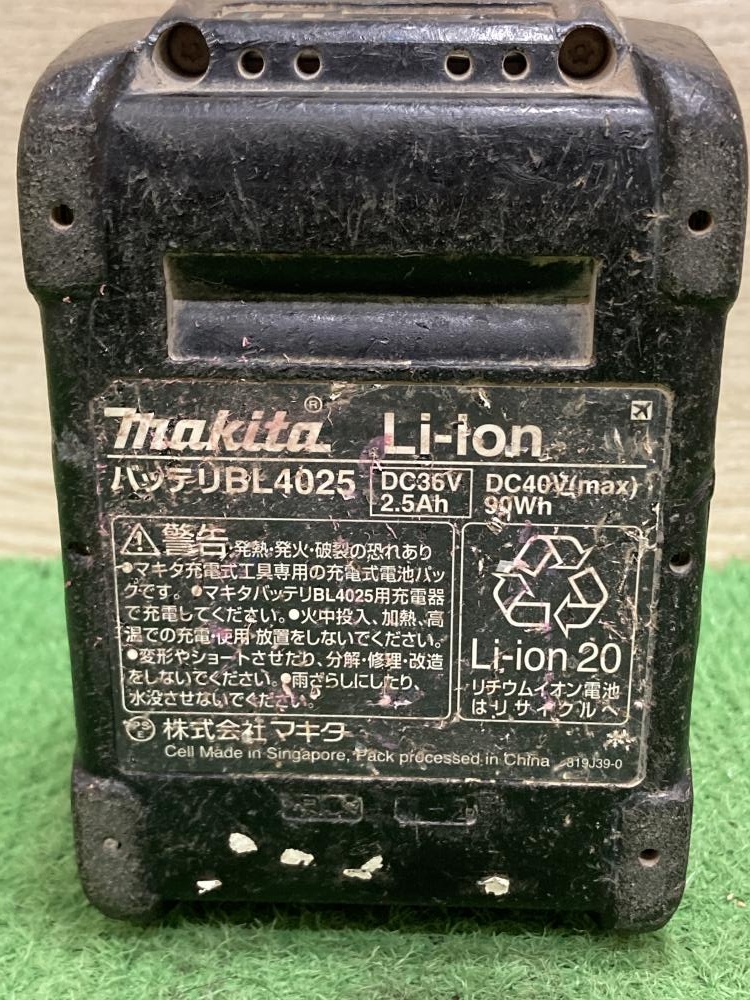 makita® Li-ion
バッテリBL4025 DC36V 2.5Ah DC40V(max) 90Wh
警告 発熱・発火・破裂の恐れあり
●マキタ充電式工具専用の充電式電池パッ
クです。●マキタバッテリBL4025用充電器
で充電してください。●火中投入、加熱、高
温での充電・使用・放置をしないでください。
●変形やショートさせたり、分解・修理・改造
をしないでください。●雨ざらしにしたり、
水没させないでください。
Li-ion 20
リチウムイオン電池
はリサイクルへ
PS E 株式会社マキタ
Cell Made in Singapore, Pack processed in China 819J39-0